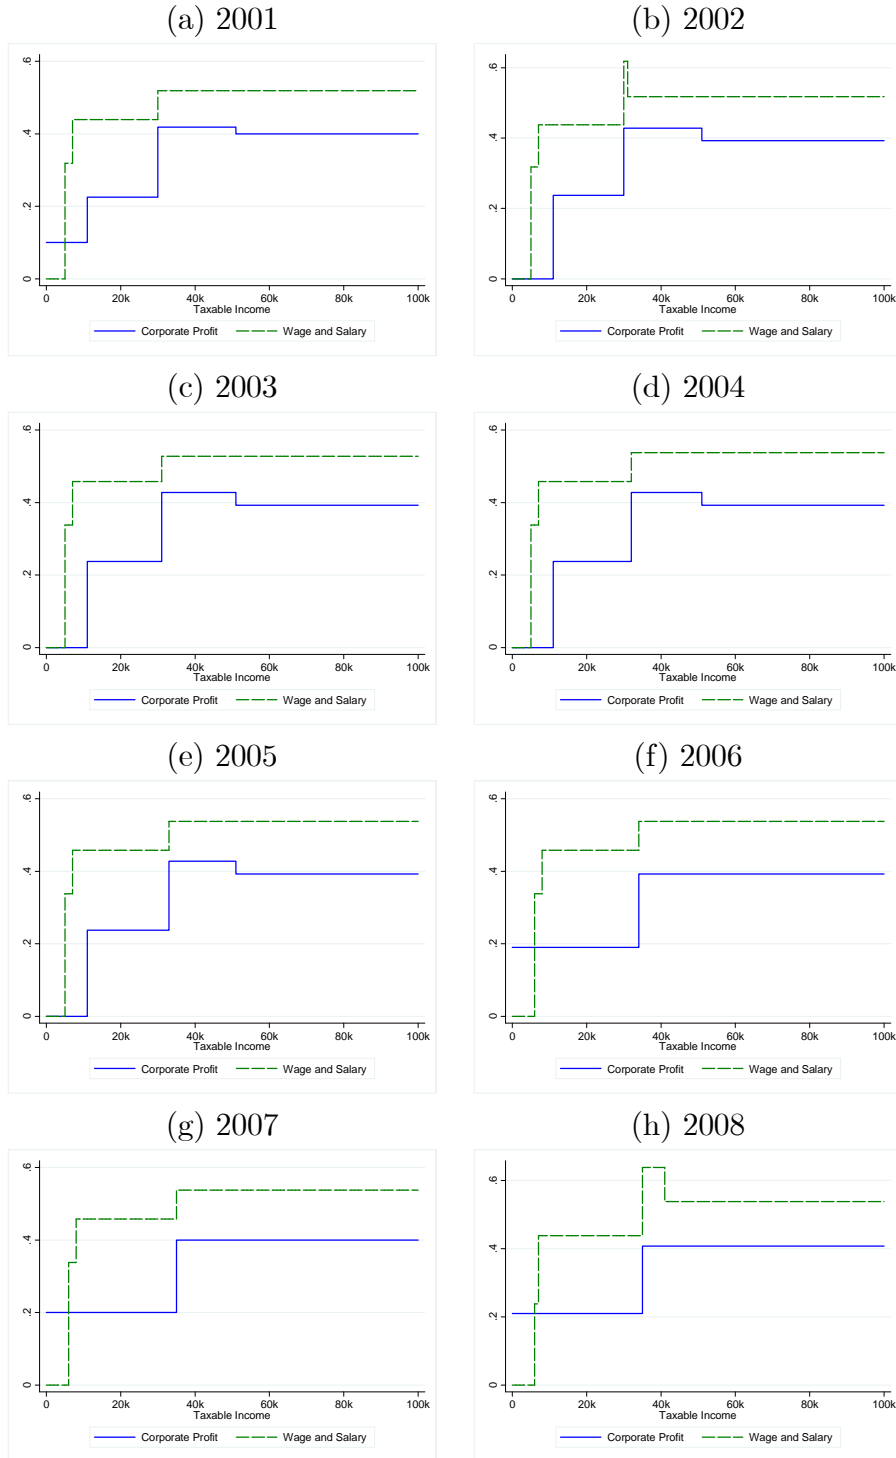 (a) 2001
(b) 2002
.6
.4
.2
0
0 20k 40k 60k 80k 100k
Taxable Income
Corporate Profit Wage and Salary
.6
.4
.2
0
0 20k 40k 60k 80k 100k
Taxable Income
Corporate Profit Wage and Salary
(c) 2003
(d) 2004
.6
.4
.2
0
0 20k 40k 60k 80k 100k
Taxable Income
Corporate Profit Wage and Salary
.6
.4
.2
0
0 20k 40k 60k 80k 100k
Taxable Income
Corporate Profit Wage and Salary
(e) 2005
(f) 2006
.6
.4
.2
0
0 20k 40k 60k 80k 100k
Taxable Income
Corporate Profit Wage and Salary
.6
.4
.2
0
0 20k 40k 60k 80k 100k
Taxable Income
Corporate Profit Wage and Salary
(g) 2007
(h) 2008
.6
.4
.2
0
0 20k 40k 60k 80k 100k
Taxable Income
Corporate Profit Wage and Salary
.6
.4
.2
0
0 20k 40k 60k 80k 100k
Taxable Income
Corporate Profit Wage and Salary